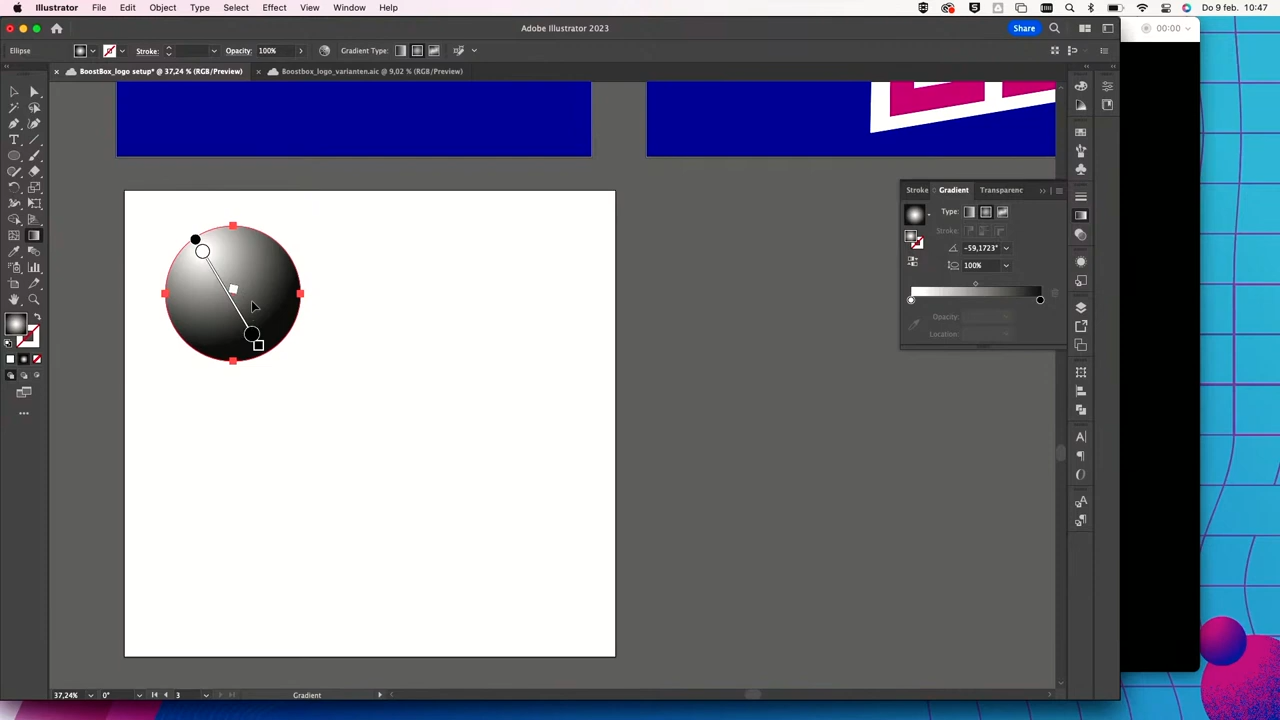 Illustrator File Edit Object Type Select Effect View Window Help Do 9 feb. 10:47
Adobe Illustrator 2023
Share
00:00
Ellipse Stroke: Opacity: 100% Gradient Type:
BoostBox_logo setup* @ 37,24 % (RGB/Preview)
Boostbox_logo_varianten.aic @ 9,02 % (RGB/Preview)
Stroke Gradient Transparenc
Type:
Stroke:
-59,1723°
100%
Opacity:
Location:
37,24% 0° 3 Gradient